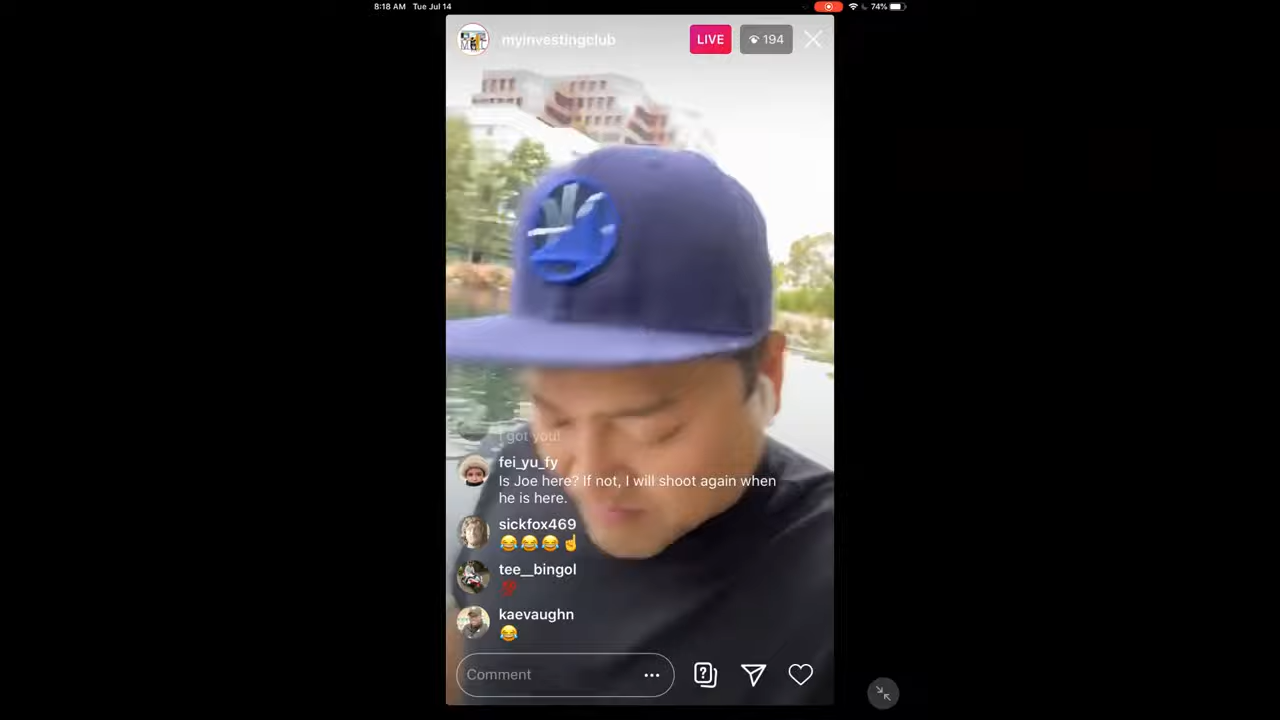 8:18 AM Tue Jul 14
74%
myinvestingclub
LIVE
194
I got you!
fei_yu_fy
Is Joe here? If not, I will shoot again when
he is here.
sickfox469
😂😂😂☝️
tee__bingol
💯
kaevaughn
😂
Comment